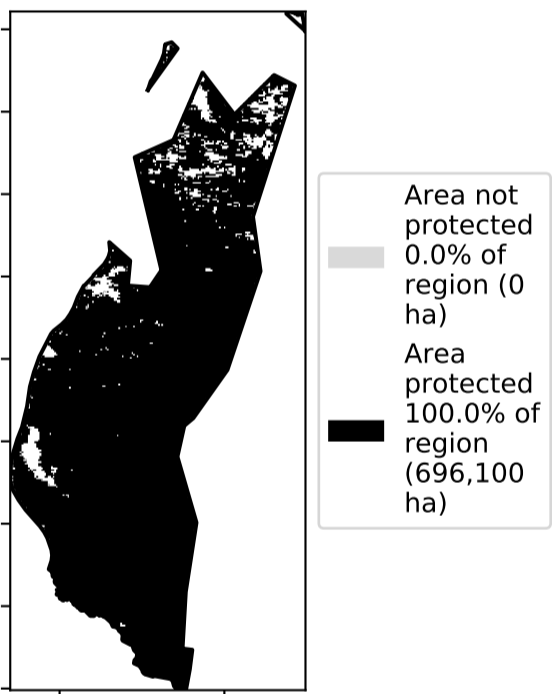 Area not
protected
0.0% of
region (0
ha)
Area
protected
100.0% of
region
(696,100
ha)